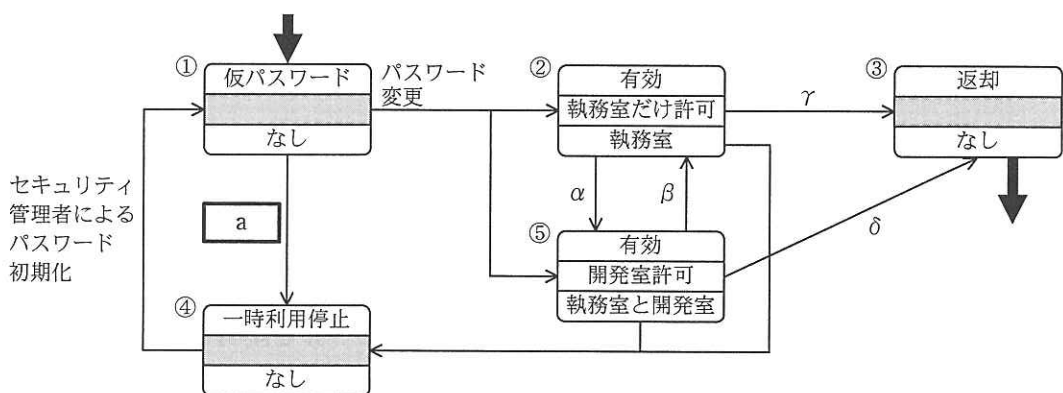 ①
仮パスワード
なし
パスワード
変更
②
有効
執務室だけ許可
執務室
γ
③
返却
なし
セキュリティ
管理者による
パスワード
初期化
a
α
β
δ
⑤
有効
開発室許可
執務室と開発室
④
一時利用停止
なし